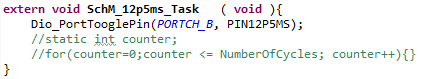 extern void SchM_12p5ms_Task   ( void ){
    Dio_PortTooglePin(PORTCH_B, PIN12P5MS);
    //static int counter;
    //for(counter=0;counter <= NumberOfCycles; counter++){}
}